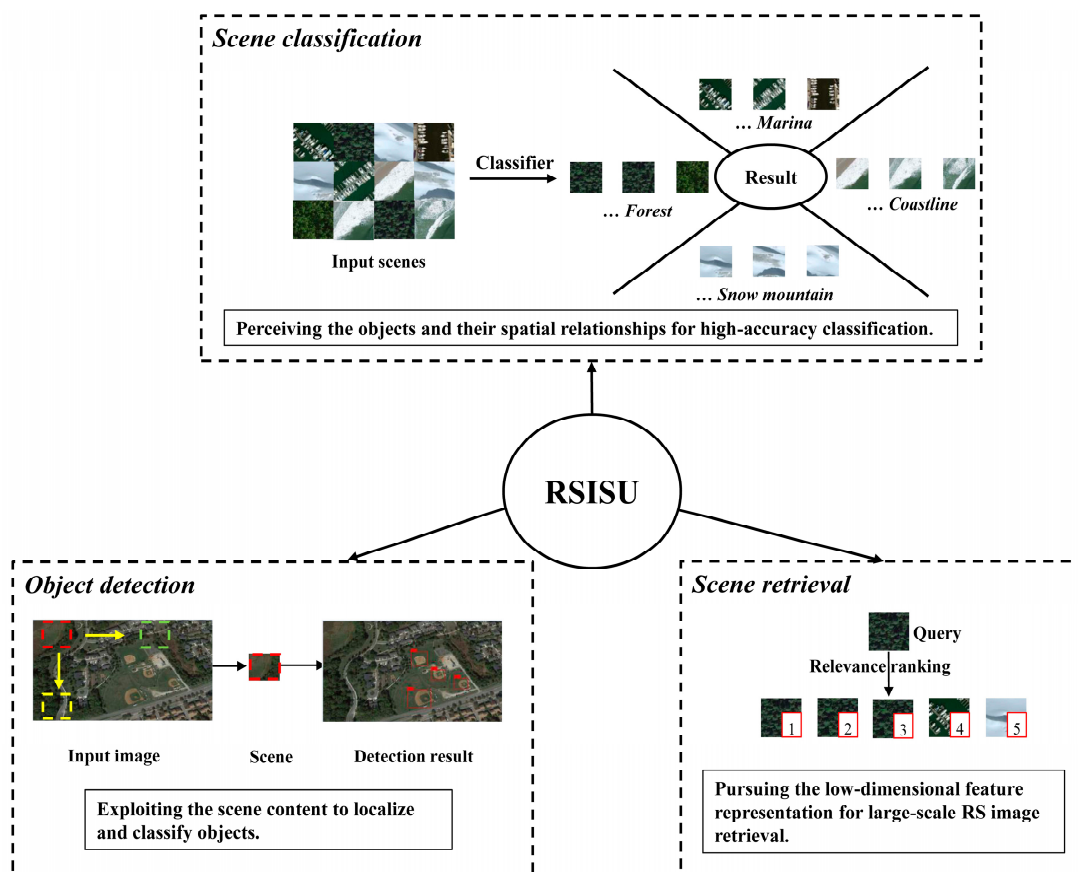 Scene classification
… Marina
Classifier
Result
… Forest
… Coastline
Input scenes
… Snow mountain
Perceiving the objects and their spatial relationships for high-accuracy classification.
RSISU
Object detection
Input image
Scene
Detection result
Exploiting the scene content to localize
and classify objects.
Scene retrieval
Query
Relevance ranking
1 2 3 4 5
Pursuing the low-dimensional feature
representation for large-scale RS image
retrieval.